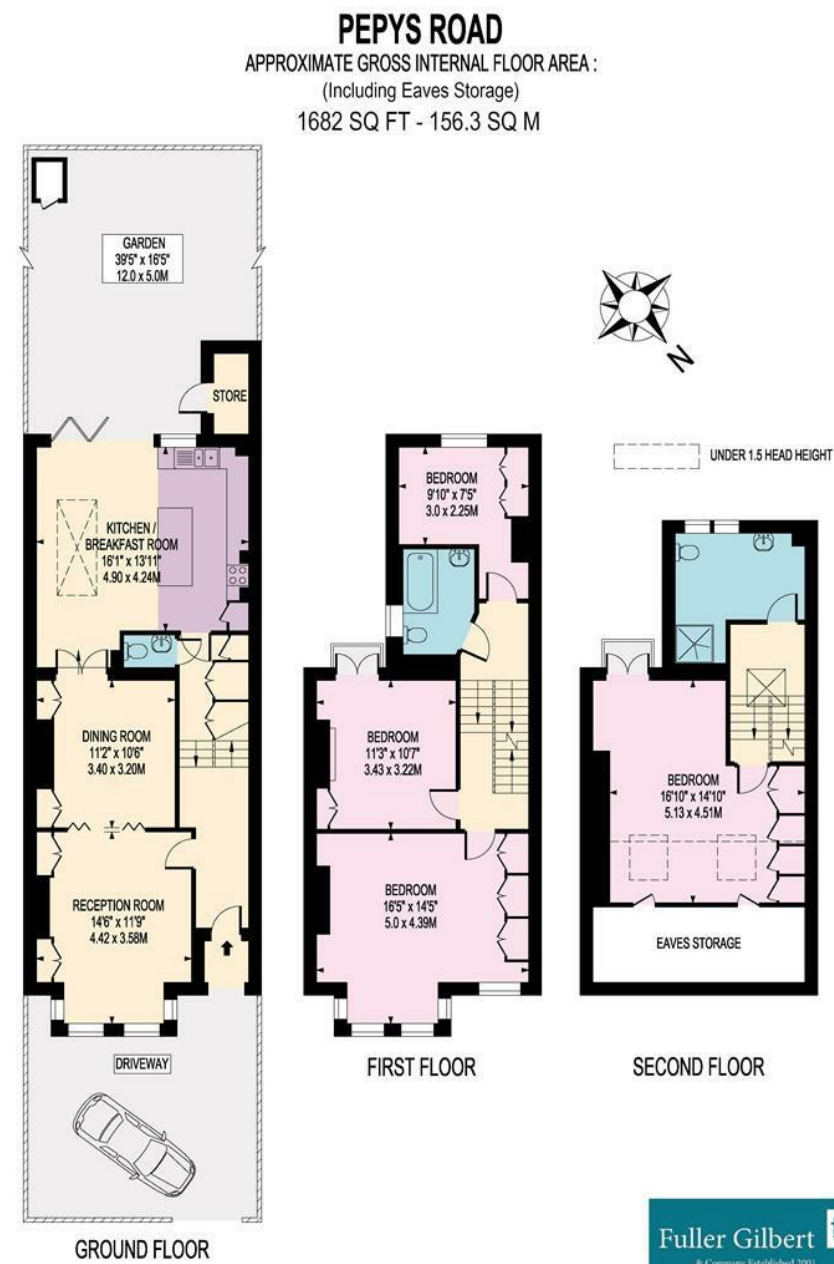 PEPYS ROAD
APPROXIMATE GROSS INTERNAL FLOOR AREA :
(Including Eaves Storage)
1682 SQ FT - 156.3 SQ M
GARDEN
39'5" x 16'5"
12.0 x 5.0M
STORE
KITCHEN /
BREAKFAST ROOM
16'1" x 13'11"
4.90 x 4.24M
DINING ROOM
11'2" x 10'6"
3.40 x 3.20M
RECEPTION ROOM
14'6" x 11'9"
4.42 x 3.58M
DRIVEWAY
GROUND FLOOR
BEDROOM
9'10" x 7'5"
3.0 x 2.25M
BEDROOM
11'3" x 10'7"
3.43 x 3.22M
BEDROOM
16'5" x 14'5"
5.0 x 4.39M
FIRST FLOOR
N
UNDER 1.5 HEAD HEIGHT
BEDROOM
16'10" x 14'10"
5.13 x 4.51M
EAVES STORAGE
SECOND FLOOR
Fuller Gilbert
& Company Established 2001